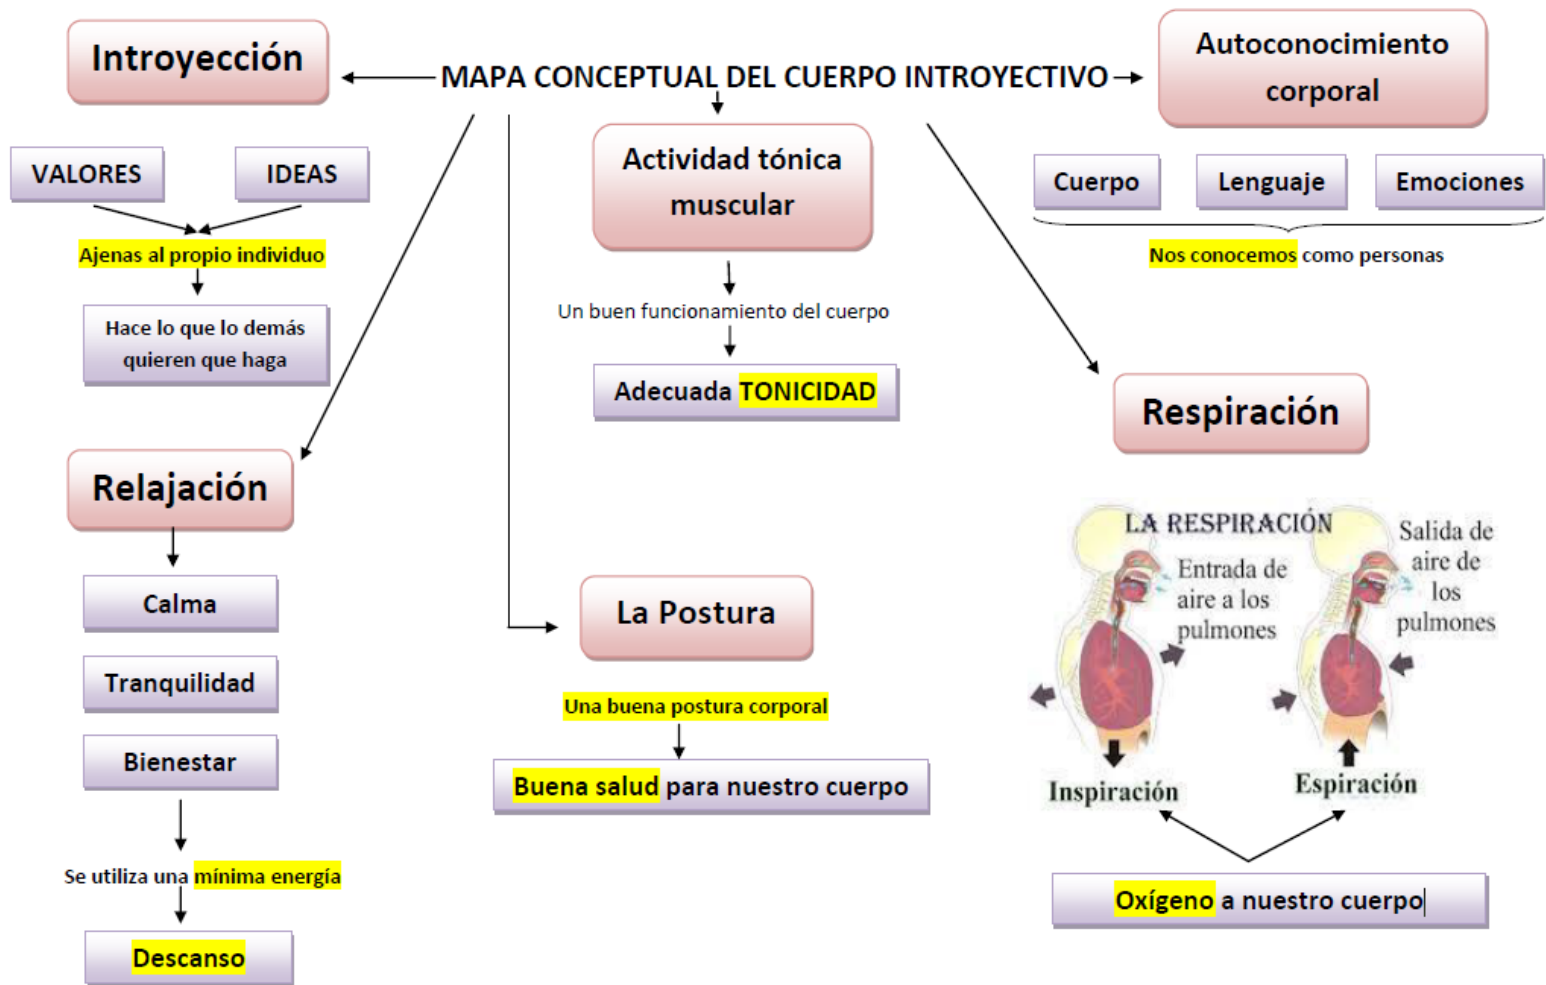 MAPA CONCEPTUAL DEL CUERPO INTROYECTIVO
Introyección
VALORES
IDEAS
Ajenas al propio individuo
Hace lo que lo demás
quieren que haga
Autoconocimiento
corporal
Cuerpo
Lenguaje
Emociones
Nos conocemos como personas
Actividad tónica
muscular
Un buen funcionamiento del cuerpo
Adecuada TONICIDAD
Relajación
Calma
Tranquilidad
Bienestar
Se utiliza una mínima energía
Descanso
La Postura
Una buena postura corporal
Buena salud para nuestro cuerpo
Respiración
LA RESPIRACIÓN
Entrada de
aire a los
pulmones
Salida de
aire de
los
pulmones
Inspiración
Espiración
Oxígeno a nuestro cuerpo